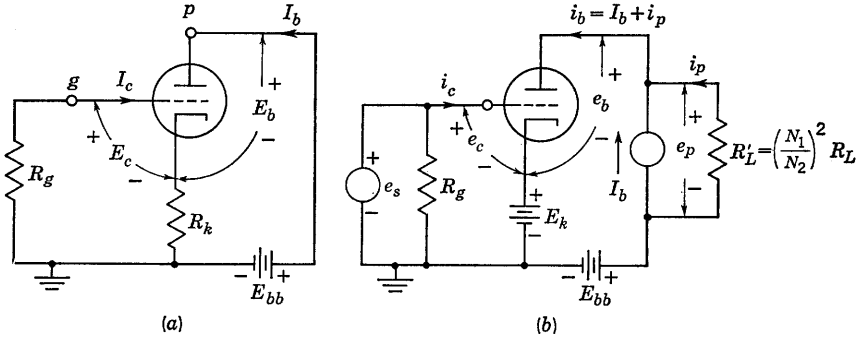 p
I_b
g
I_c
+
E_b
+
E_c
−
−
R_g
R_k
− +
E_bb
(a)
i_b = I_b + i_p
i_p
i_c
+
e_b
+
e_c
−
−
+
e_p
−
R'_L = (N_1/N_2)^2 R_L
I_b
+
e_s
−
R_g
+
E_k
−
− +
E_bb
(b)